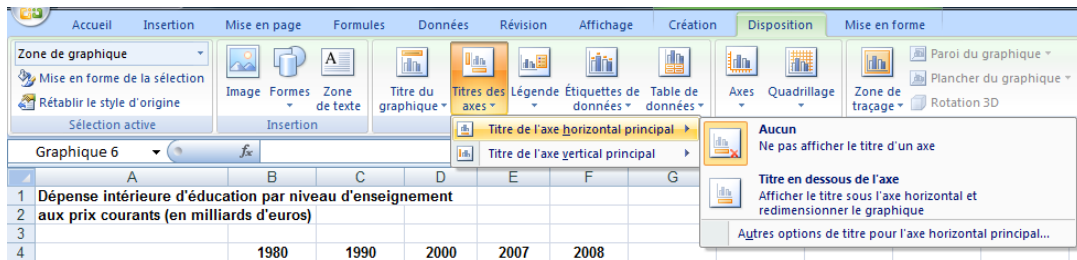 Accueil Insertion Mise en page Formules Données Révision Affichage Création Disposition Mise en forme
Zone de graphique
Mise en forme de la sélection
Rétablir le style d'origine
Sélection active
Image Formes Zone de texte
Insertion
Titre du graphique Titres des axes Légende Étiquettes de données Table de données
Axes Quadrillage
Zone de traçage
Paroi du graphique
Plancher du graphique
Rotation 3D
Titre de l'axe horizontal principal
Titre de l'axe vertical principal
Aucun
Ne pas afficher le titre d'un axe
Titre en dessous de l'axe
Afficher le titre sous l'axe horizontal et
redimensionner le graphique
Autres options de titre pour l'axe horizontal principal...
Graphique 6 fx
A B C D E F G
1 Dépense intérieure d'éducation par niveau d'enseignement
2 aux prix courants (en milliards d'euros)
3
4 1980 1990 2000 2007 2008